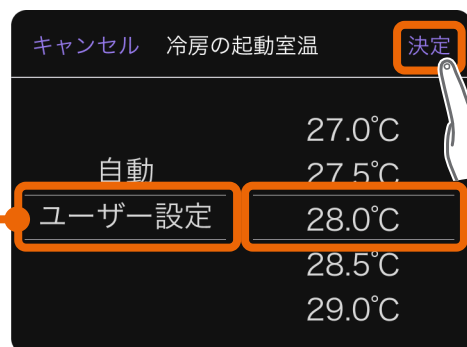 キャンセル 冷房の起動室温 決定
27.0℃
自動 27.5℃
ユーザー設定 28.0℃
28.5℃
29.0℃